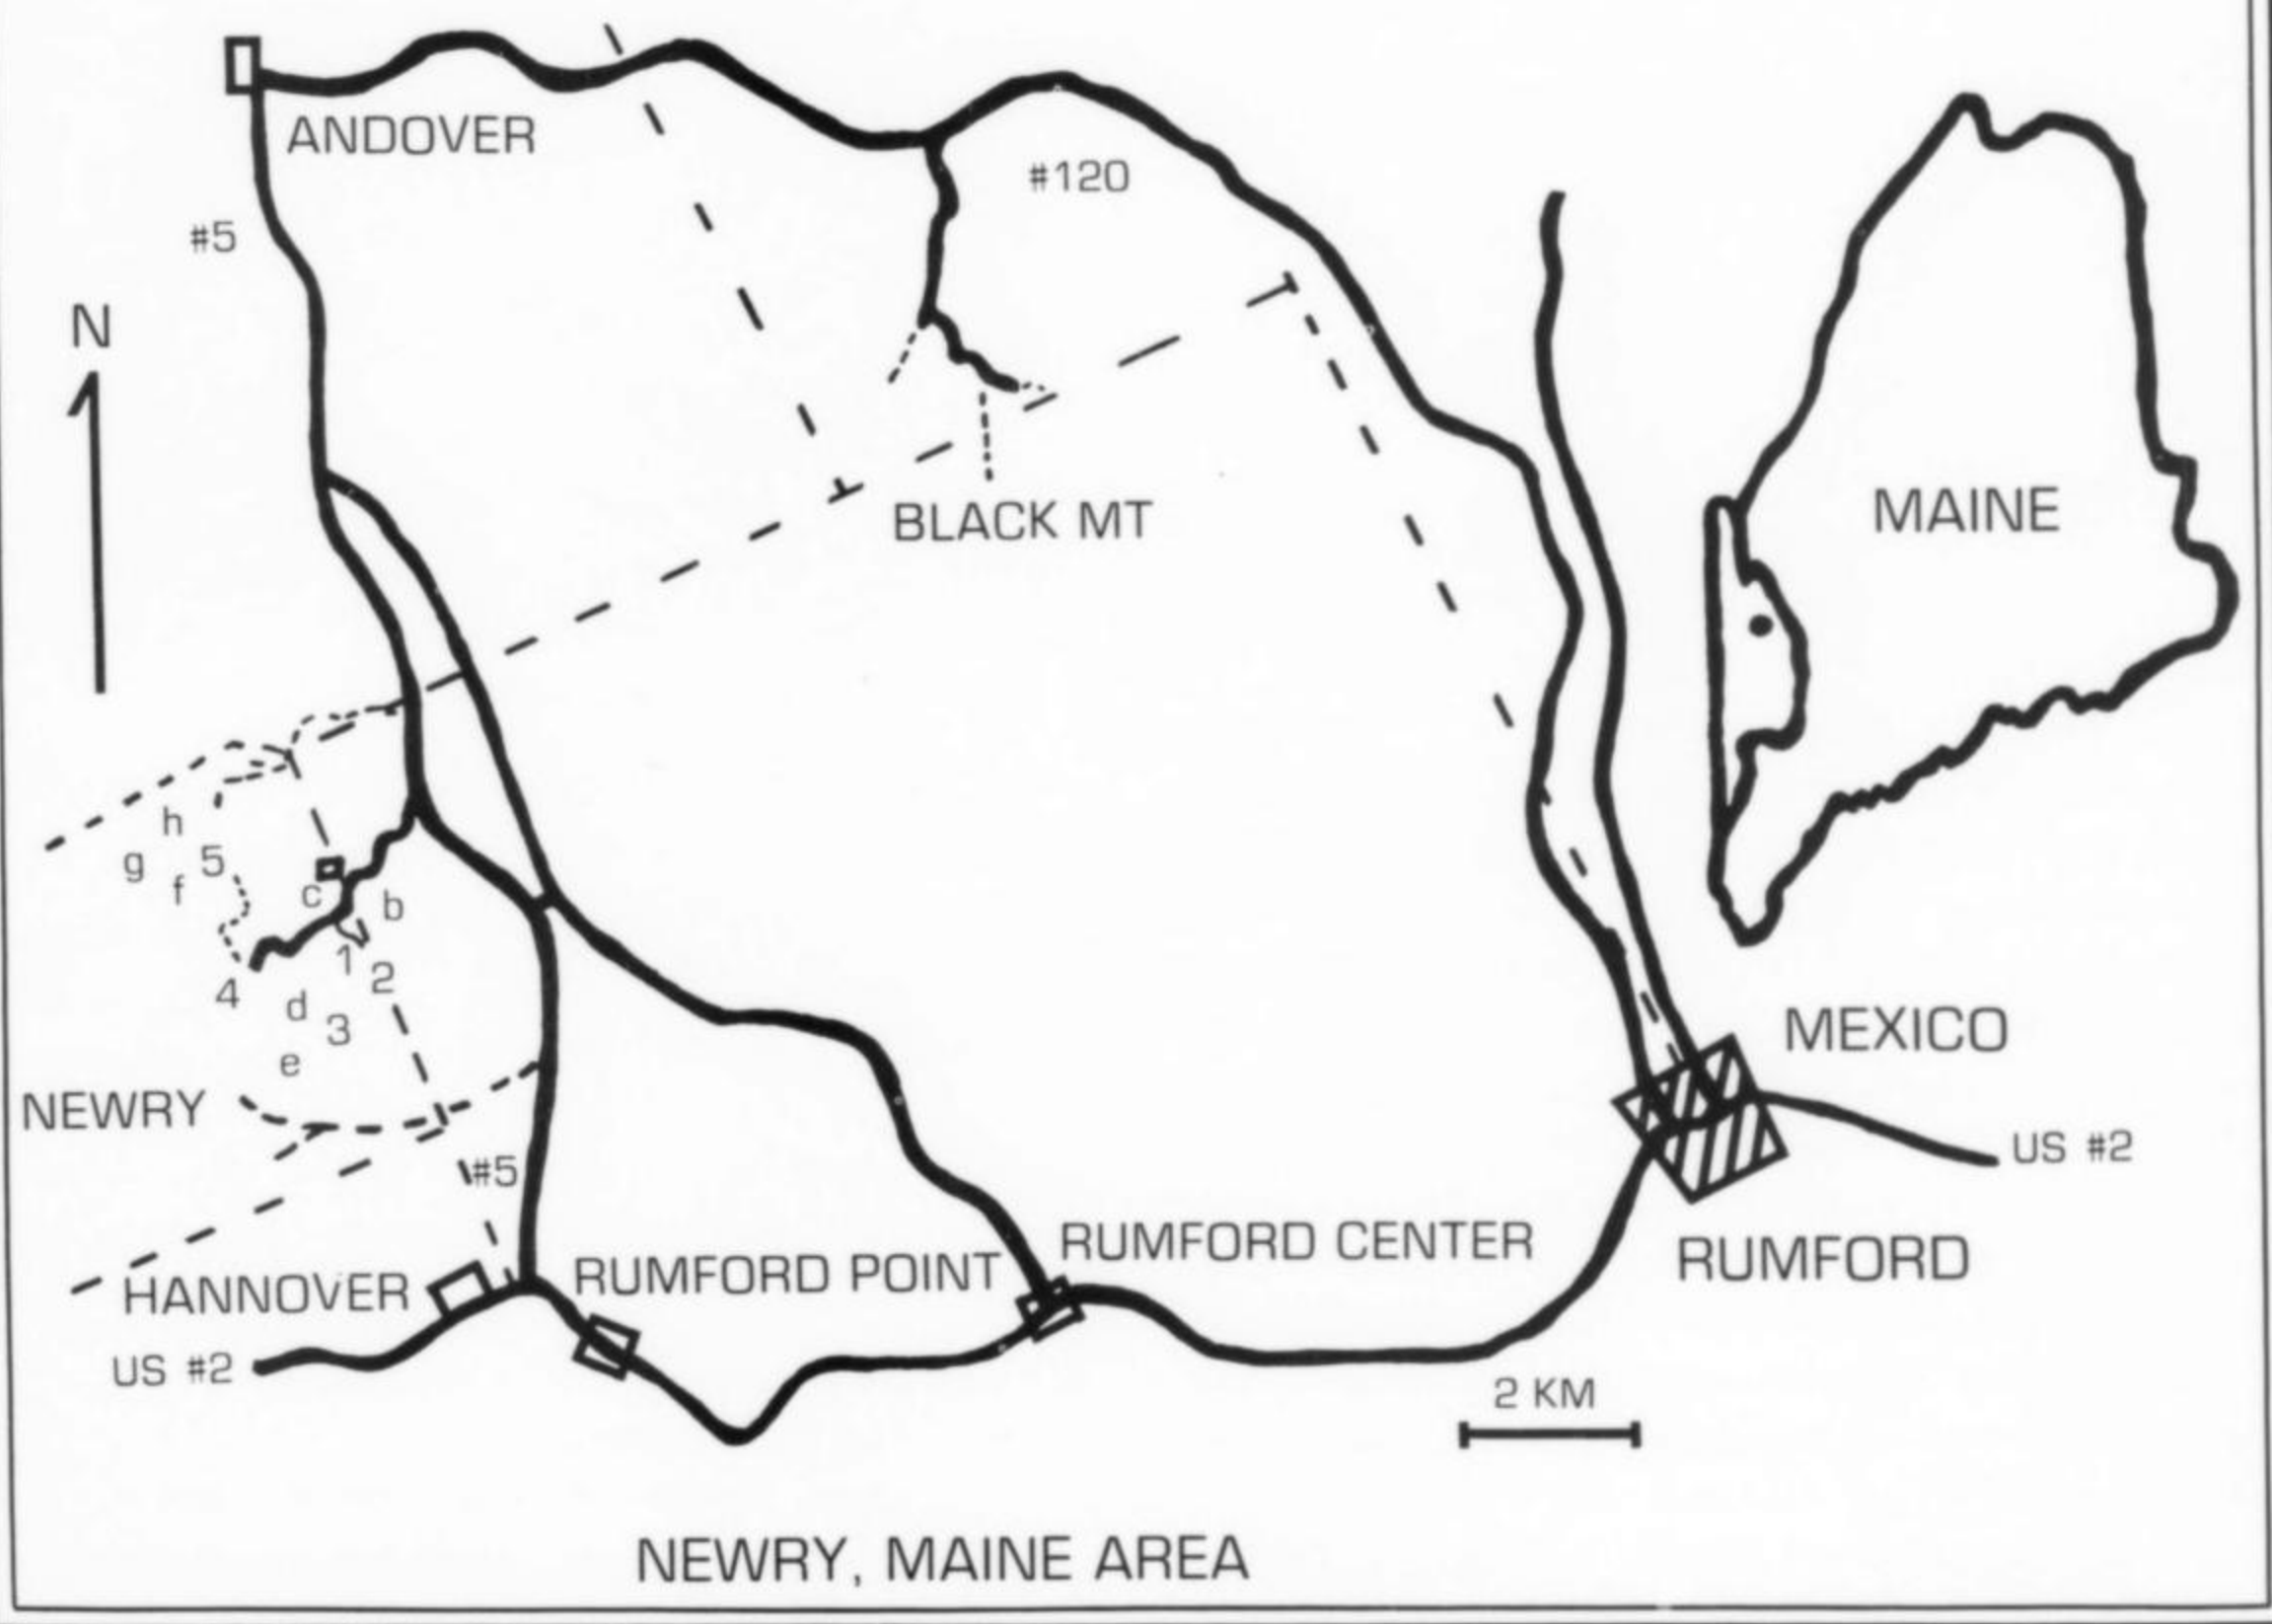 ANDOVER
#120
#5
N
BLACK MT
MAINE
h
g
5
f
c
b
1
2
4
d
3
e
MEXICO
NEWRY
US #2
#5
RUMFORD CENTER
RUMFORD
RUMFORD POINT
HANNOVER
US #2
2 KM
NEWRY, MAINE AREA